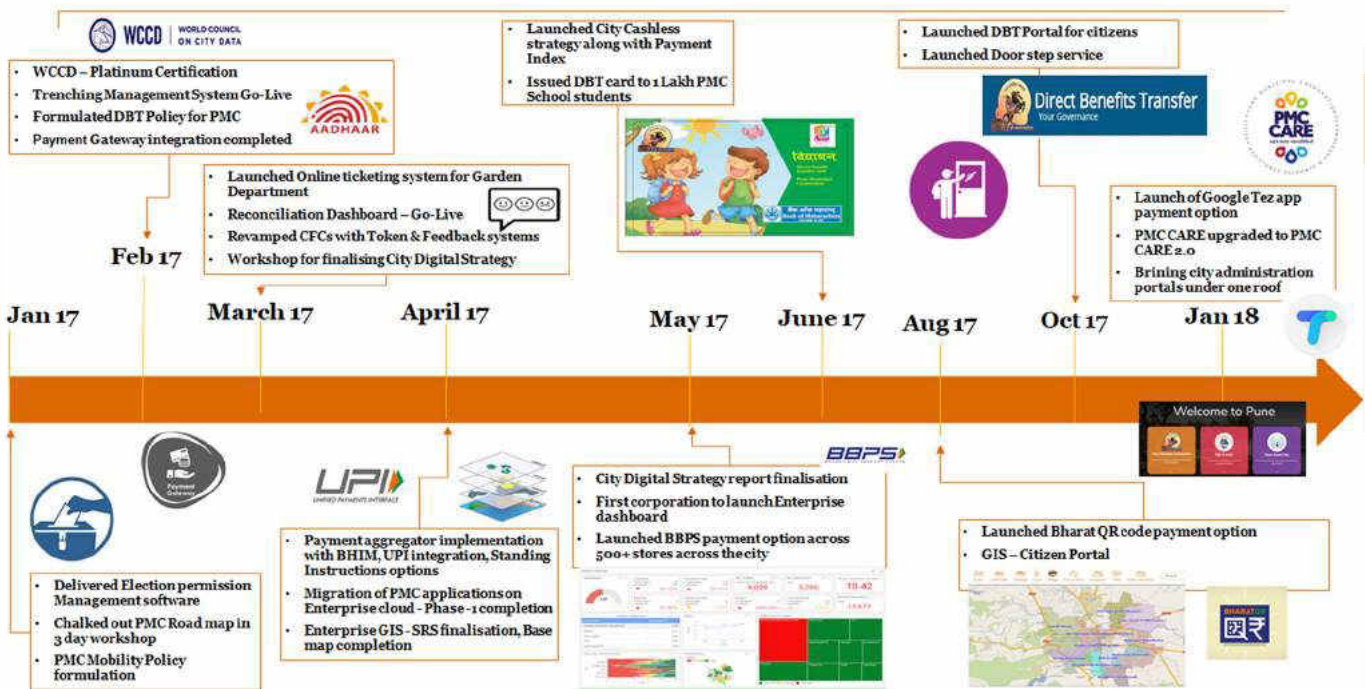 WCCD
WORLD COUNCIL
ON CITY DATA
• WCCD – Platinum Certification
• Trenching Management System Go-Live
• Formulated DBT Policy for PMC
• Payment Gateway integration completed
AADHAAR
• Launched City Cashless
strategy along with Payment
Index
• Issued DBT card to 1 Lakh PMC
School students
• Launched DBT Portal for citizens
• Launched Door step service
Direct Benefits Transfer
Your Governance
PMC
CARE
• Launched Online ticketing system for Garden
Department
• Reconciliation Dashboard – Go-Live
• Revamped CFCs with Token & Feedback systems
• Workshop for finalising City Digital Strategy
Bank of Maharashtra
• Launch of Google Tez app
payment option
• PMC CARE upgraded to PMC
CARE 2.0
• Brining city administration
portals under one roof
Jan 17
Feb 17
March 17
April 17
May 17
June 17
Aug 17
Oct 17
Jan 18
Welcome to Pune
Payment
Gateway
UPI
UNIFIED PAYMENTS INTERFACE
BBPS
• Delivered Election permission
Management software
• Chalked out PMC Road map in
3 day workshop
• PMC Mobility Policy
formulation
• Payment aggregator implementation
with BHIM, UPI integration, Standing
Instructions options
• Migration of PMC applications on
Enterprise cloud - Phase -1 completion
• Enterprise GIS - SRS finalisation, Base
map completion
• City Digital Strategy report finalisation
• First corporation to launch Enterprise
dashboard
• Launched BBPS payment option across
500+ stores across the city
• Launched Bharat QR code payment option
• GIS – Citizen Portal
BHARATQR